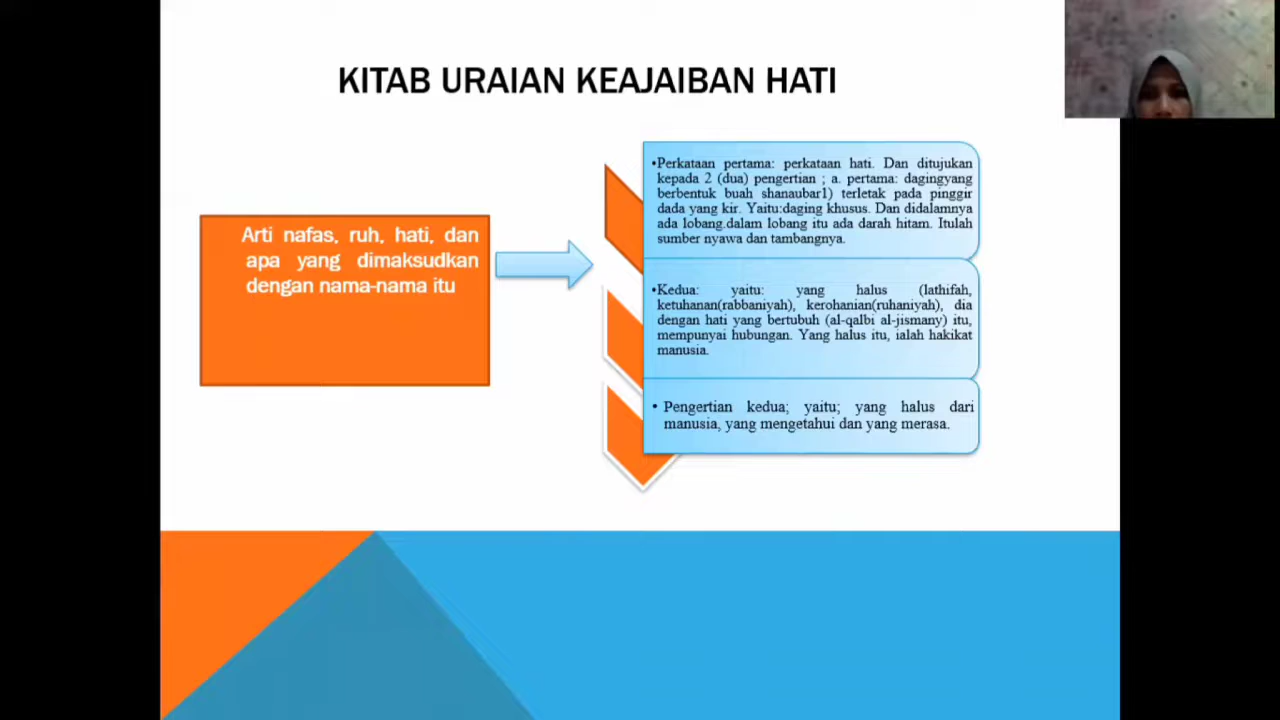 KITAB URAIAN KEAJAIBAN HATI
Arti nafas, ruh, hati, dan
apa yang dimaksudkan
dengan nama-nama itu
•Perkataan pertama: perkataan hati. Dan ditujukan
kepada 2 (dua) pengertian ; a. pertama: dagingyang
berbentuk buah shanaubar1) terletak pada pinggir
dada yang kir. Yaitu:daging khusus. Dan didalamnya
ada lobang.dalam lobang itu ada darah hitam. Itulah
sumber nyawa dan tambangnya.
•Kedua: yaitu: yang halus (lathifah,
ketuhanan(rabbaniyah), kerohanian(ruhaniyah), dia
dengan hati yang bertubuh (al-qalbi al-jismany) itu,
mempunyai hubungan. Yang halus itu, ialah hakikat
manusia.
• Pengertian kedua; yaitu; yang halus dari
manusia, yang mengetahui dan yang merasa.